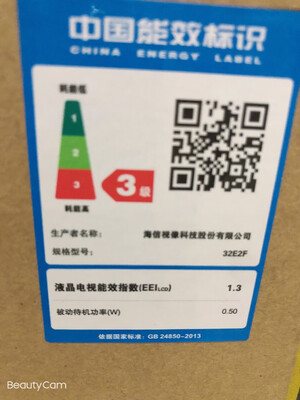 中国能效标识
CHINA ENERGY LABEL
耗能低
1
2
3
3级
耗能高
生产者名称： 海信视像科技股份有限公司
规格型号： 32E2F
液晶电视能效指数(EEILCD) 1.3
被动待机功率(W) 0.50
依据国家标准：GB 24850-2013
BeautyCam